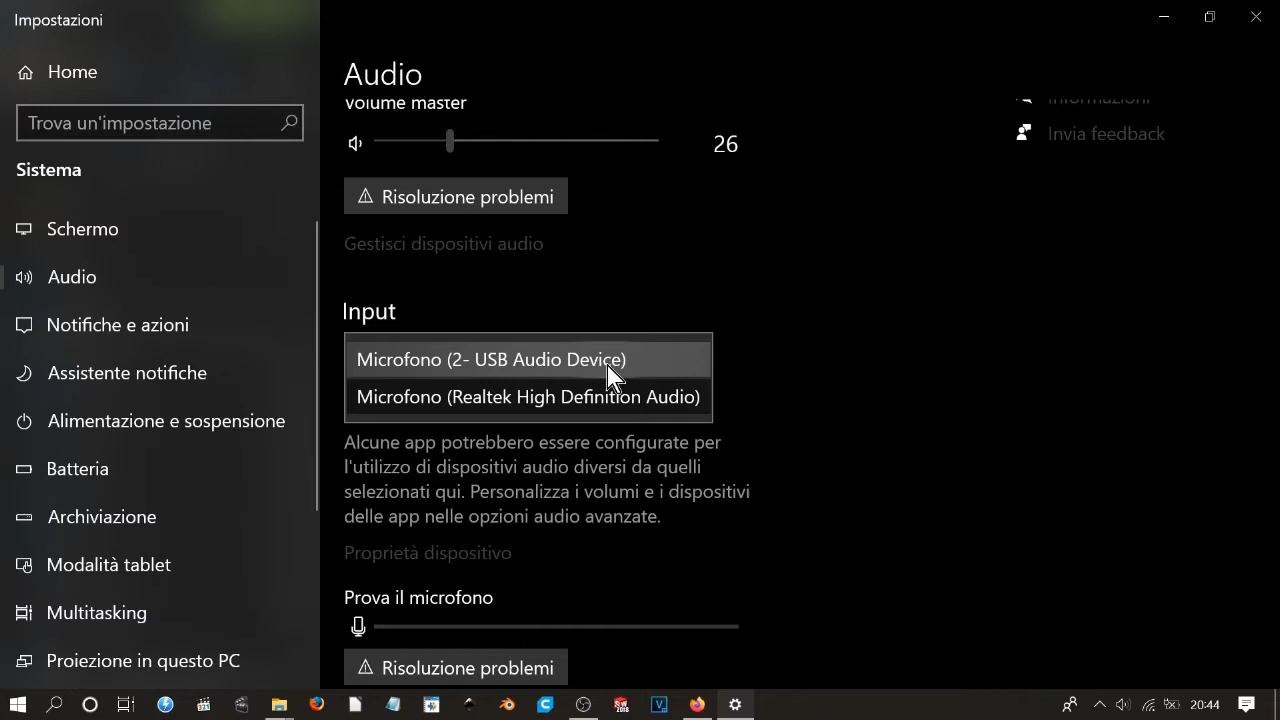 Impostazioni
Home
Trova un'impostazione
Sistema
Schermo
Audio
Notifiche e azioni
Assistente notifiche
Alimentazione e sospensione
Batteria
Archiviazione
Modalità tablet
Multitasking
Proiezione in questo PC
Audio
Volume master
26
Risoluzione problemi
Gestisci dispositivi audio
Input
Microfono (2- USB Audio Device)
Microfono (Realtek High Definition Audio)
Alcune app potrebbero essere configurate per
l'utilizzo di dispositivi audio diversi da quelli
selezionati qui. Personalizza i volumi e i dispositivi
delle app nelle opzioni audio avanzate.
Proprietà dispositivo
Prova il microfono
Risoluzione problemi
Informazioni
Invia feedback
20:44